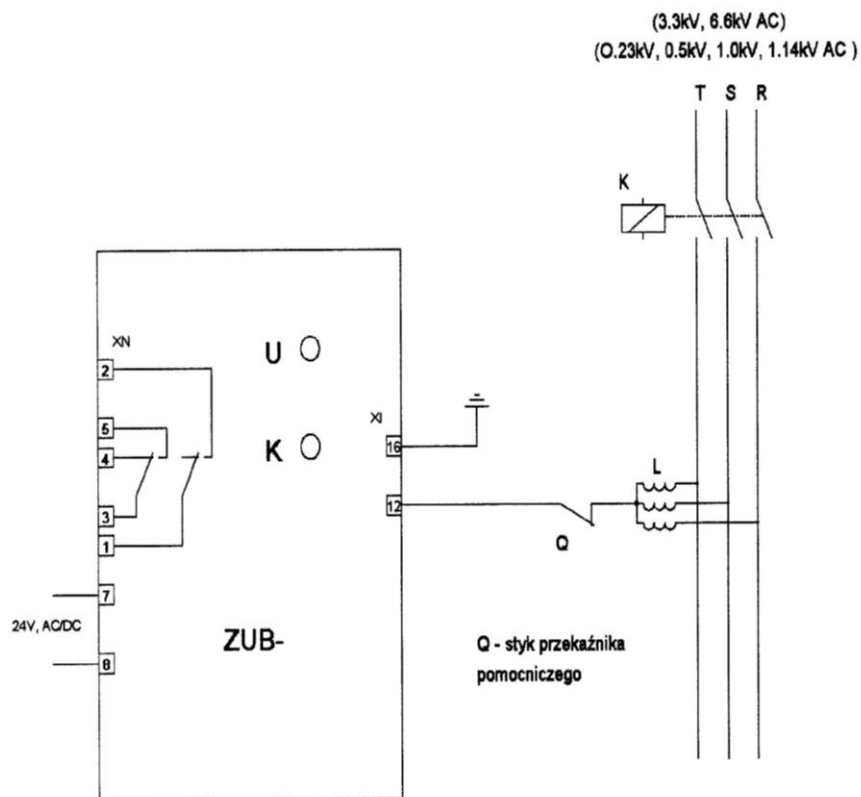 (3.3kV, 6.6kV AC)
(O.23kV, 0.5kV, 1.0kV, 1.14kV AC )
T S R
K
XN
2
U
5
K
XI
4
16
L
12
3
1
Q
7
24V, AC/DC
ZUB-
Q - styk przekaźnika
pomocniczego
8